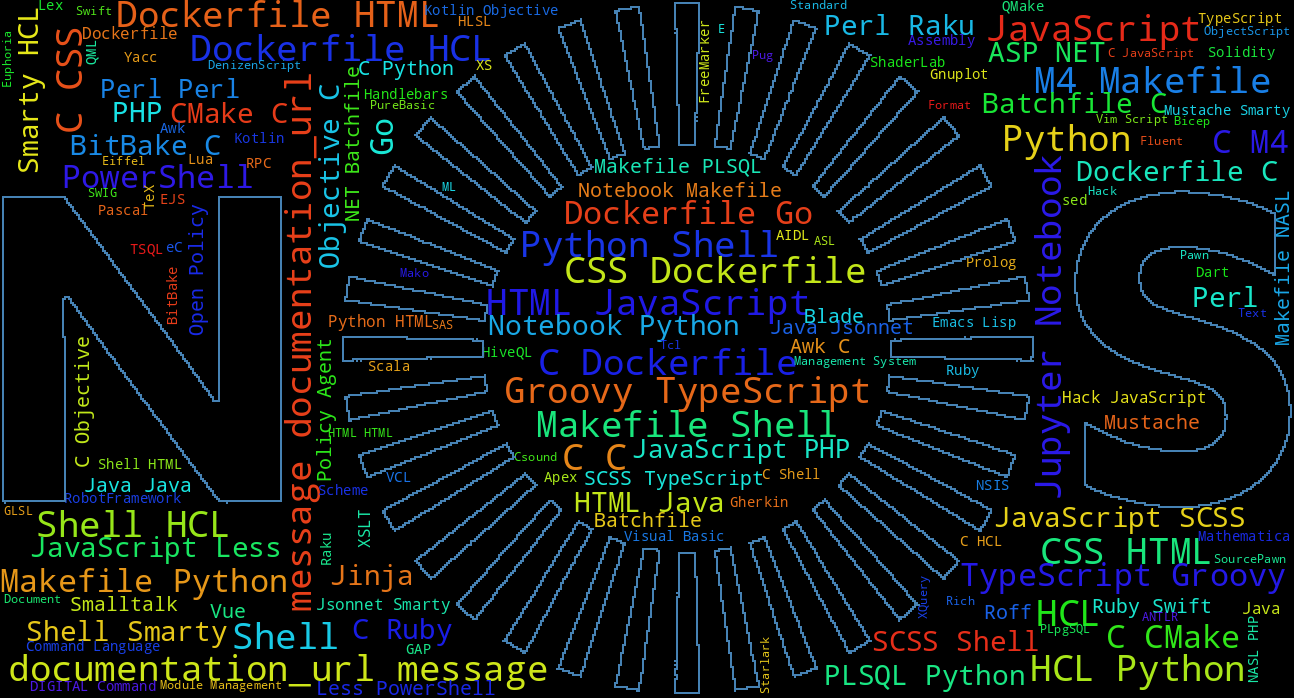 Lex
Swift
Dockerfile HTML
Kotlin Objective
HLSL
Standard
QMake
Smarty HCL
Euphoria
C CSS
QML
Dockerfile
Dockerfile HCL
FreeMarker
E
Perl Raku
Assembly
JavaScript
TypeScript
ObjectScript
Yacc
DenizenScript
C Python
XS
Pug
ShaderLab
ASP NET
C JavaScript
Solidity
Gnuplot
M4 Makefile
Perl Perl
Handlebars
PureBasic
PHP
CMake C
Format
Batchfile C
Mustache Smarty
Vim Script
Bicep
Awk
BitBake C
Kotlin
Go
Python
Fluent
C M4
Eiffel
Lua
RPC
Makefile PLSQL
PowerShell
Dockerfile C
SWIG
Tex
EJS
ML
Notebook Makefile
sed
Hack
Pascal
Dockerfile Go
Objective C
NET Batchfile
message documentation_url
Open Policy
TSQL
eC
Python Shell
AIDL
ASL
Pawn
Makefile NASL
BitBake
Mako
CSS Dockerfile
Prolog
Dart
Perl
Text
HTML JavaScript
Python HTML
SAS
Notebook Python
Blade
Java Jsonnet
Emacs Lisp
Jupyter Notebook
Tcl
HiveQL
Awk C
C Dockerfile
Management System
Scala
Ruby
Groovy TypeScript
Hack JavaScript
Mustache
C Objective
Policy Agent
HTML HTML
Makefile Shell
JavaScript PHP
Csound
C C
Shell HTML
Java Java
RobotFramework
Scheme
VCL
Apex
SCSS TypeScript
C Shell
NSIS
HTML Java
Gherkin
GLSL
Shell HCL
Batchfile
JavaScript SCSS
Visual Basic
XSLT
Raku
JavaScript Less
C HCL
CSS HTML
Mathematica
SourcePawn
Makefile Python
Jinja
TypeScript Groovy
XQuery
Document
Smalltalk
Vue
Jsonnet Smarty
Rich
Roff
HCL
Ruby Swift
ANTLR
Java
Shell Smarty
Shell
C Ruby
PLpgSQL
C CMake
NASL PHP
Command Language
GAP
SCSS Shell
Starlark
documentation_url message
PLSQL Python
HCL Python
DIGITAL Command
Module Management
Less PowerShell